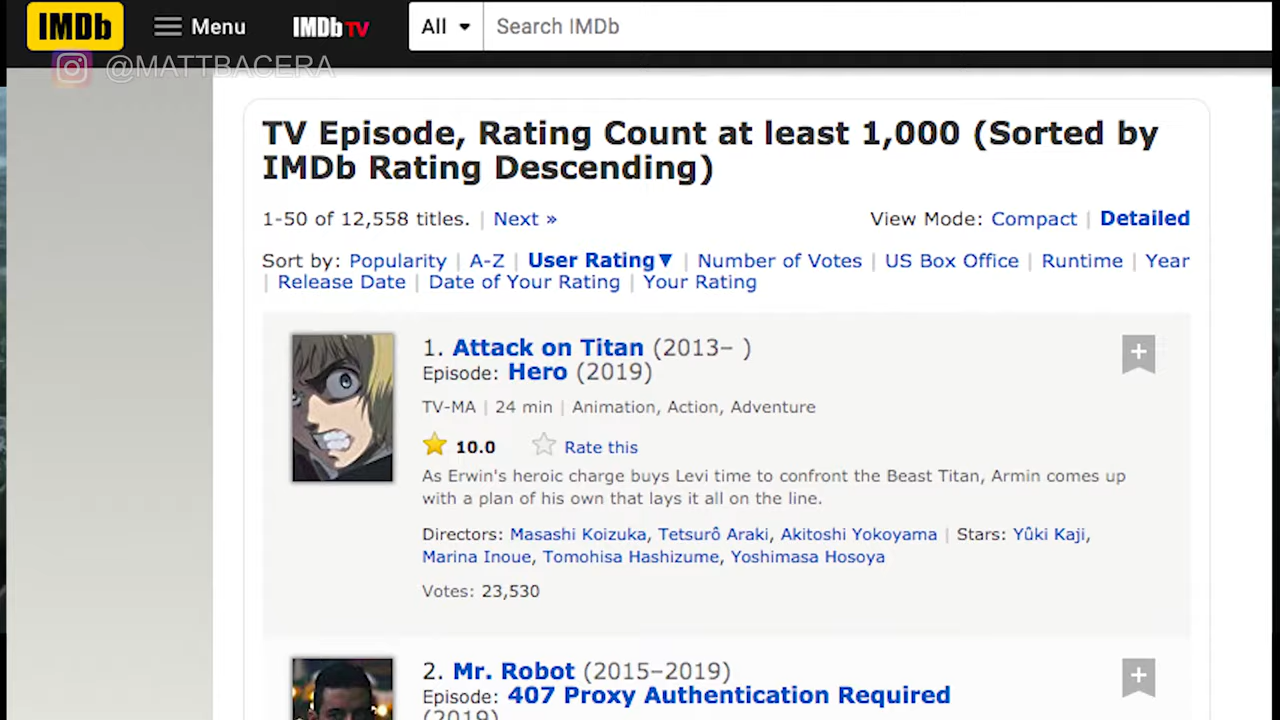 IMDb Menu IMDb TV All Search IMDb
@MATTBACERA
TV Episode, Rating Count at least 1,000 (Sorted by
IMDb Rating Descending)
1-50 of 12,558 titles. | Next » View Mode: Compact | Detailed
Sort by: Popularity | A-Z | User Rating▼ | Number of Votes | US Box Office | Runtime | Year
| Release Date | Date of Your Rating | Your Rating
1. Attack on Titan (2013– )
Episode: Hero (2019)
TV-MA | 24 min | Animation, Action, Adventure
10.0 Rate this
As Erwin's heroic charge buys Levi time to confront the Beast Titan, Armin comes up
with a plan of his own that lays it all on the line.
Directors: Masashi Koizuka, Tetsurô Araki, Akitoshi Yokoyama | Stars: Yûki Kaji,
Marina Inoue, Tomohisa Hashizume, Yoshimasa Hosoya
Votes: 23,530
2. Mr. Robot (2015–2019)
Episode: 407 Proxy Authentication Required
(2019)